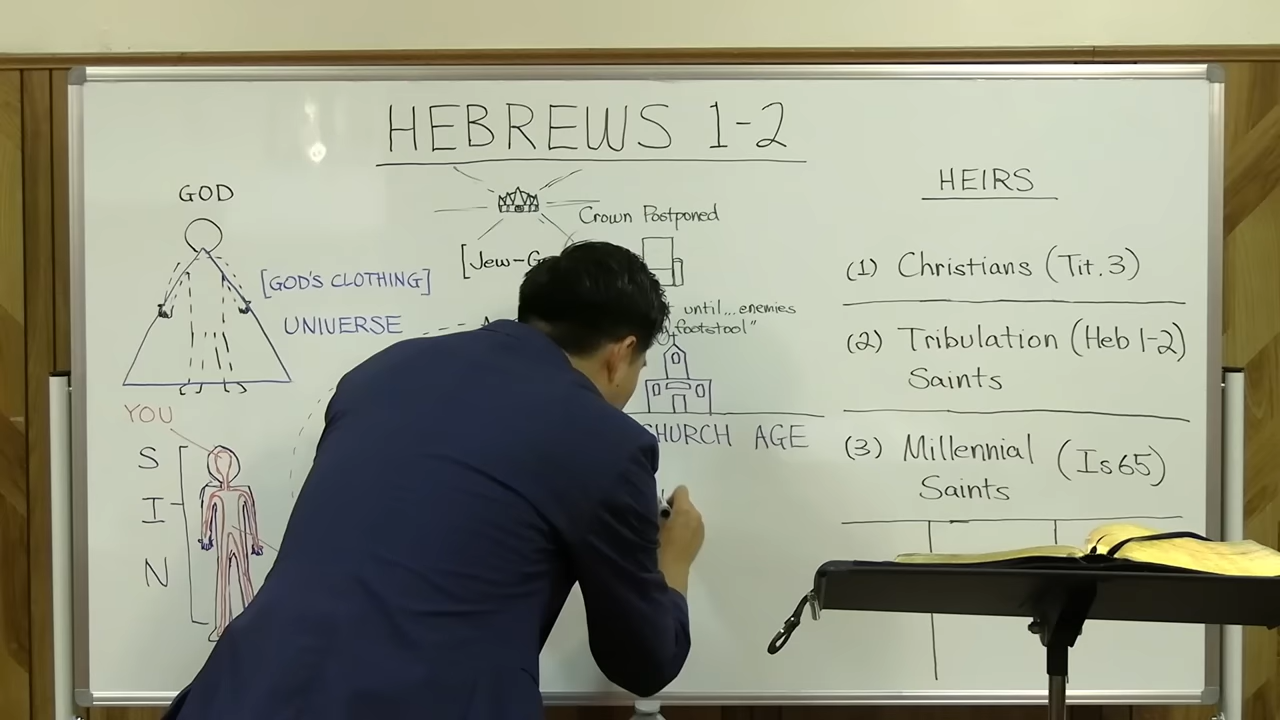 HEBREWS 1-2
GOD
[GOD'S CLOTHING]
UNIVERSE
YOU
S
I
N
Crown Postponed
[Jew-G
until...enemies
footstool"
CHURCH AGE
HEIRS
(1) Christians (Tit. 3)
(2) Tribulation (Heb 1-2)
Saints
(3) Millennial (Is 65)
Saints